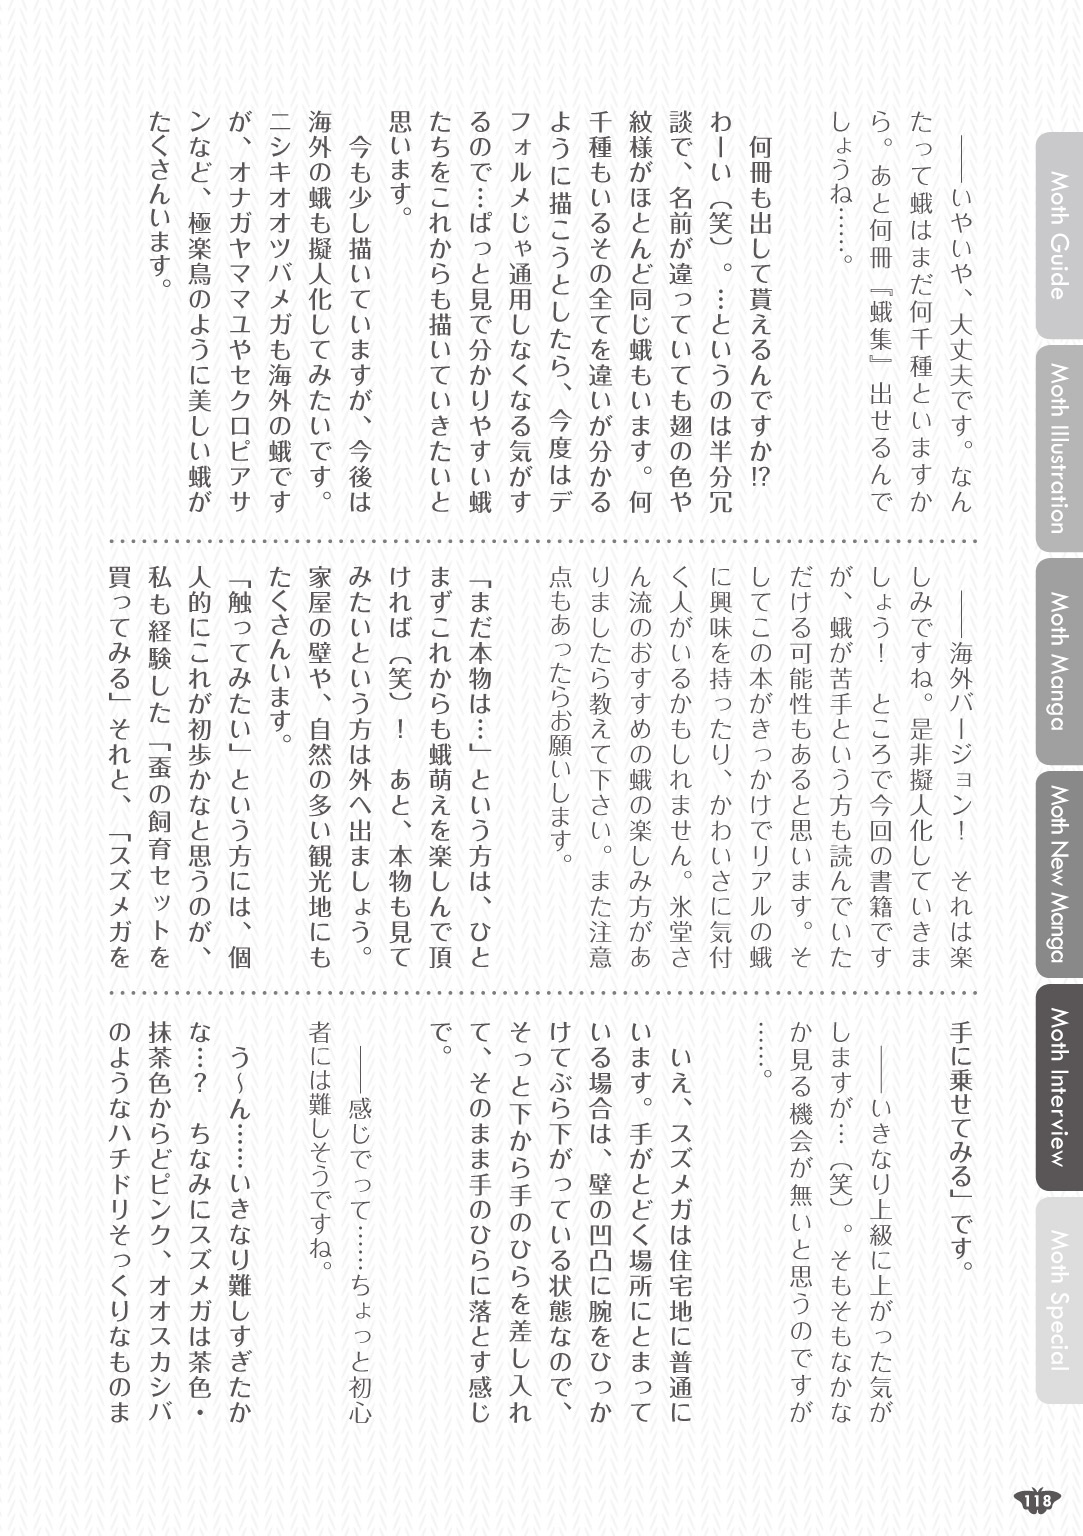 ――いやいや、大丈夫です。なん
たって蛾はまだ何千種といますか
ら。あと何冊『蛾集』出せるんで
しょうね……。
何冊も出して貰えるんですか!?
わーい（笑）。…というのは半分冗
談で、名前が違っていても翅の色や
紋様がほとんど同じ蛾もいます。何
千種もいるその全てを違いが分かる
ように描こうとしたら、今度はデ
フォルメじゃ通用しなくなる気がす
るので…ぱっと見で分かりやすい蛾
たちをこれからも描いていきたいと
思います。
今も少し描いていますが、今後は
海外の蛾も擬人化してみたいです。
ニシキオオツバメガも海外の蛾です
が、オナガヤママユやセクロピアサ
ンなど、極楽鳥のように美しい蛾が
たくさんいます。
――海外バージョン！　それは楽
しみですね。是非擬人化していきま
しょう！　ところで今回の書籍です
が、蛾が苦手という方も読んでいた
だける可能性もあると思います。そ
してこの本がきっかけでリアルの蛾
に興味を持ったり、かわいさに気付
く人がいるかもしれません。氷堂さ
ん流のおすすめの蛾の楽しみ方があ
りましたら教えて下さい。また注意
点もあったらお願いします。
「まだ本物は…」という方は、ひと
まずこれからも蛾萌えを楽しんで頂
ければ（笑）！　あと、本物も見て
みたいという方は外へ出ましょう。
家屋の壁や、自然の多い観光地にも
たくさんいます。
「触ってみたい」という方には、個
人的にこれが初歩かなと思うのが、
私も経験した「蚕の飼育セットを
買ってみる」それと、「スズメガを
手に乗せてみる」です。
――いきなり上級に上がった気が
しますが…（笑）。そもそもなかな
か見る機会が無いと思うのですが
……。
いえ、スズメガは住宅地に普通に
います。手がとどく場所にとまって
いる場合は、壁の凹凸に腕をひっか
けてぶら下がっている状態なので、
そっと下から手のひらを差し入れ
て、そのまま手のひらに落とす感じ
で。
――感じでって……ちょっと初心
者には難しそうですね。
う～ん……いきなり難しすぎたか
な…？　ちなみにスズメガは茶色・
抹茶色からどピンク、オオスカシバ
のようなハチドリそっくりなものま
Moth Guide
Moth Illustration
Moth Manga
Moth New Manga
Moth Interview
Moth Special
118